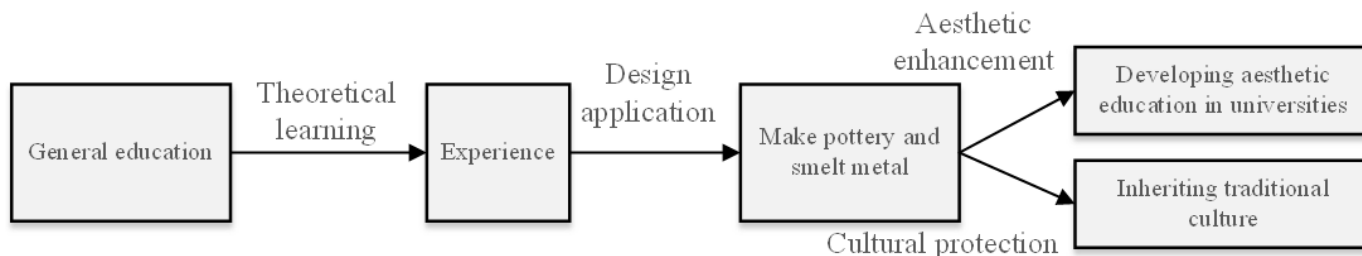 General education
Theoretical
learning
Experience
Design
application
Make pottery and
smelt metal
Aesthetic
enhancement
Developing aesthetic
education in universities
Cultural protection
Inheriting traditional
culture